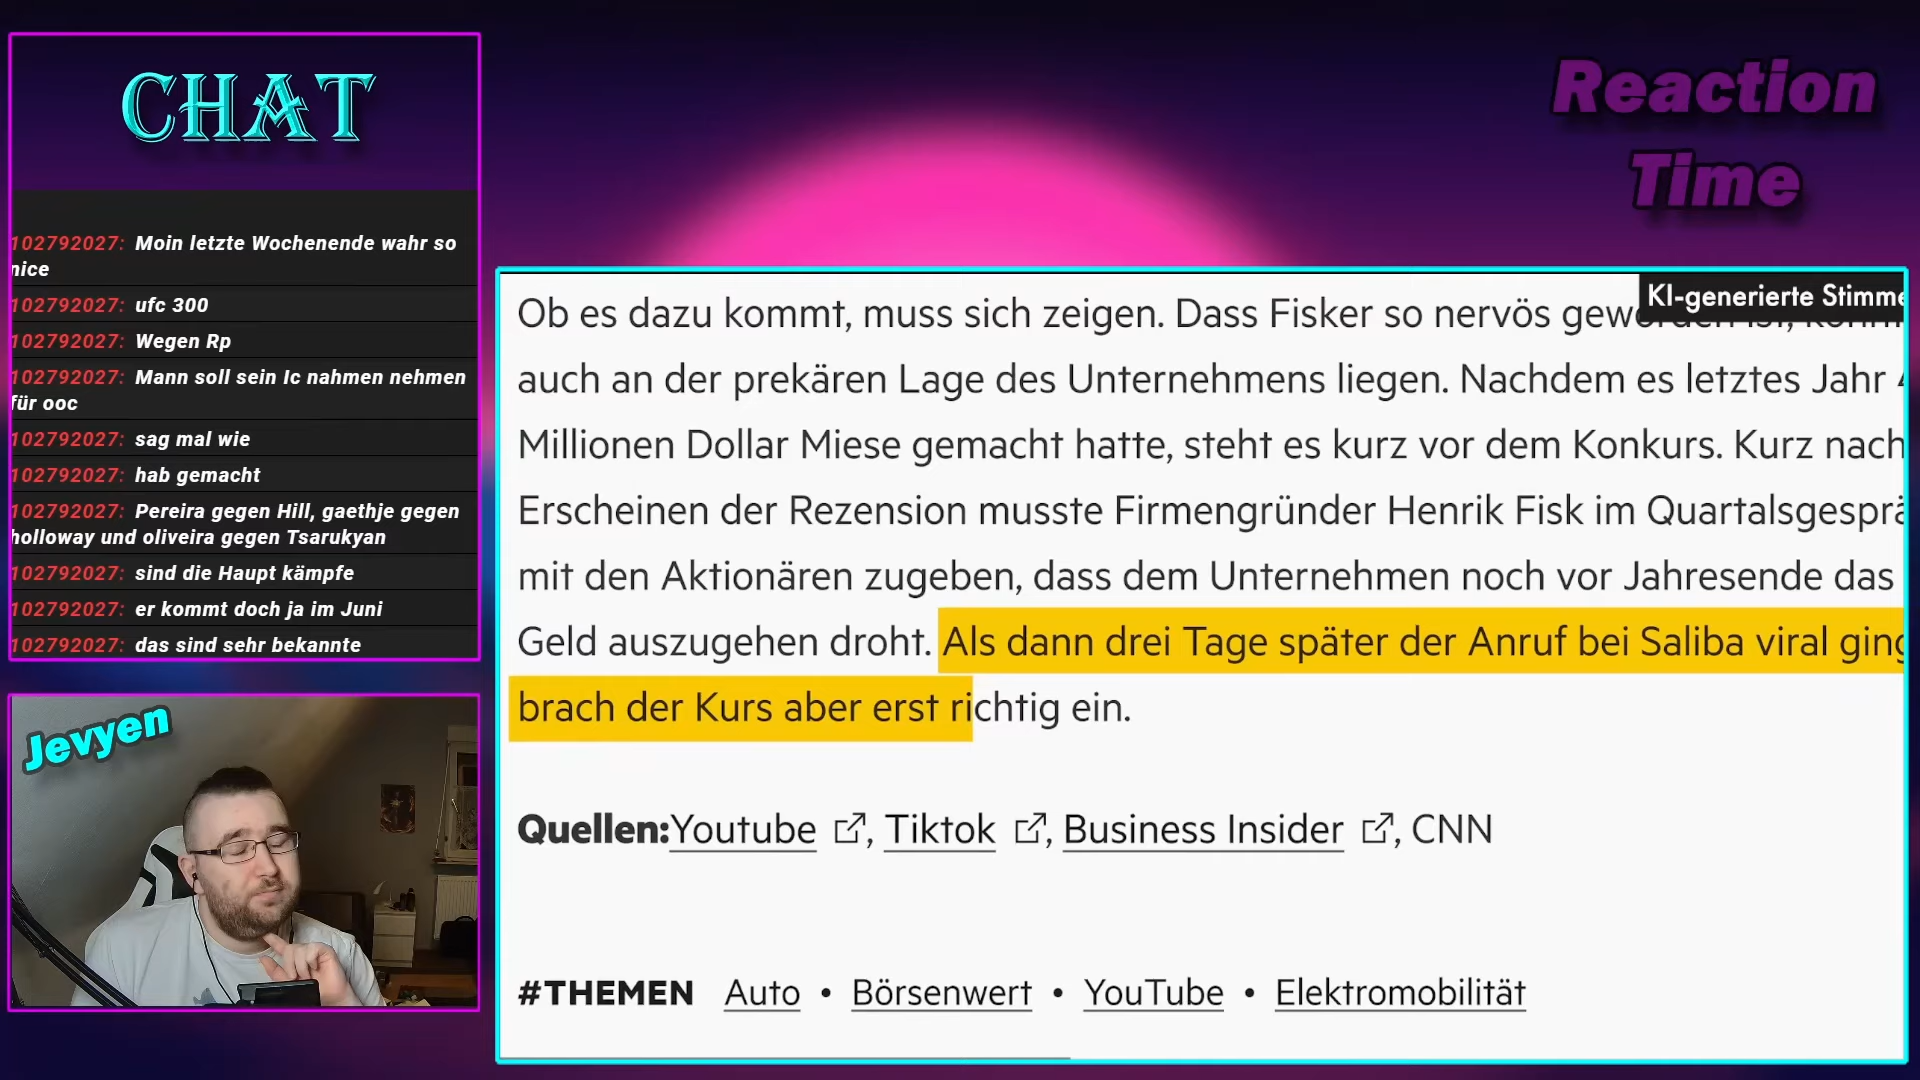 CHAT
102792027: Moin letzte Wochenende wahr so
nice
102792027: ufc 300
102792027: Wegen Rp
102792027: Mann soll sein Ic nahmen nehmen
für ooc
102792027: sag mal wie
102792027: hab gemacht
102792027: Pereira gegen Hill, gaethje gegen
holloway und oliveira gegen Tsarukyan
102792027: sind die Haupt kämpfe
102792027: er kommt doch ja im Juni
102792027: das sind sehr bekannte
Jevyen
Reaction
Time
KI-generierte Stimme
Ob es dazu kommt, muss sich zeigen. Dass Fisker so nervös
auch an der prekären Lage des Unternehmens liegen. Nachdem es letztes Jahr
Millionen Dollar Miese gemacht hatte, steht es kurz vor dem Konkurs. Kurz nach
Erscheinen der Rezension musste Firmengründer Henrik Fisk im
mit den Aktionären zugeben, dass dem Unternehmen noch vor Jahresende das
Geld auszugehen droht. Als dann drei Tage später der Anruf bei Saliba viral ging
brach der Kurs aber erst richtig ein.
Quellen:Youtube, Tiktok, Business Insider, CNN
#THEMEN Auto • Börsenwert • YouTube • Elektromobilität